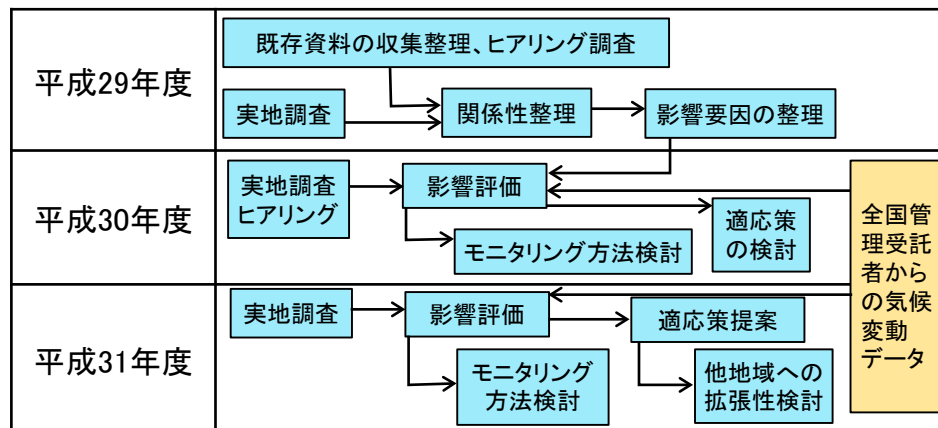 平成29年度
既存資料の収集整理、ヒアリング調査
実地調査
関係性整理
影響要因の整理
平成30年度
実地調査
ヒアリング
影響評価
モニタリング方法検討
適応策
の検討
平成31年度
実地調査
影響評価
適応策提案
モニタリング
方法検討
他地域への
拡張性検討
全国管
理受託
者から
の気候
変動
データ